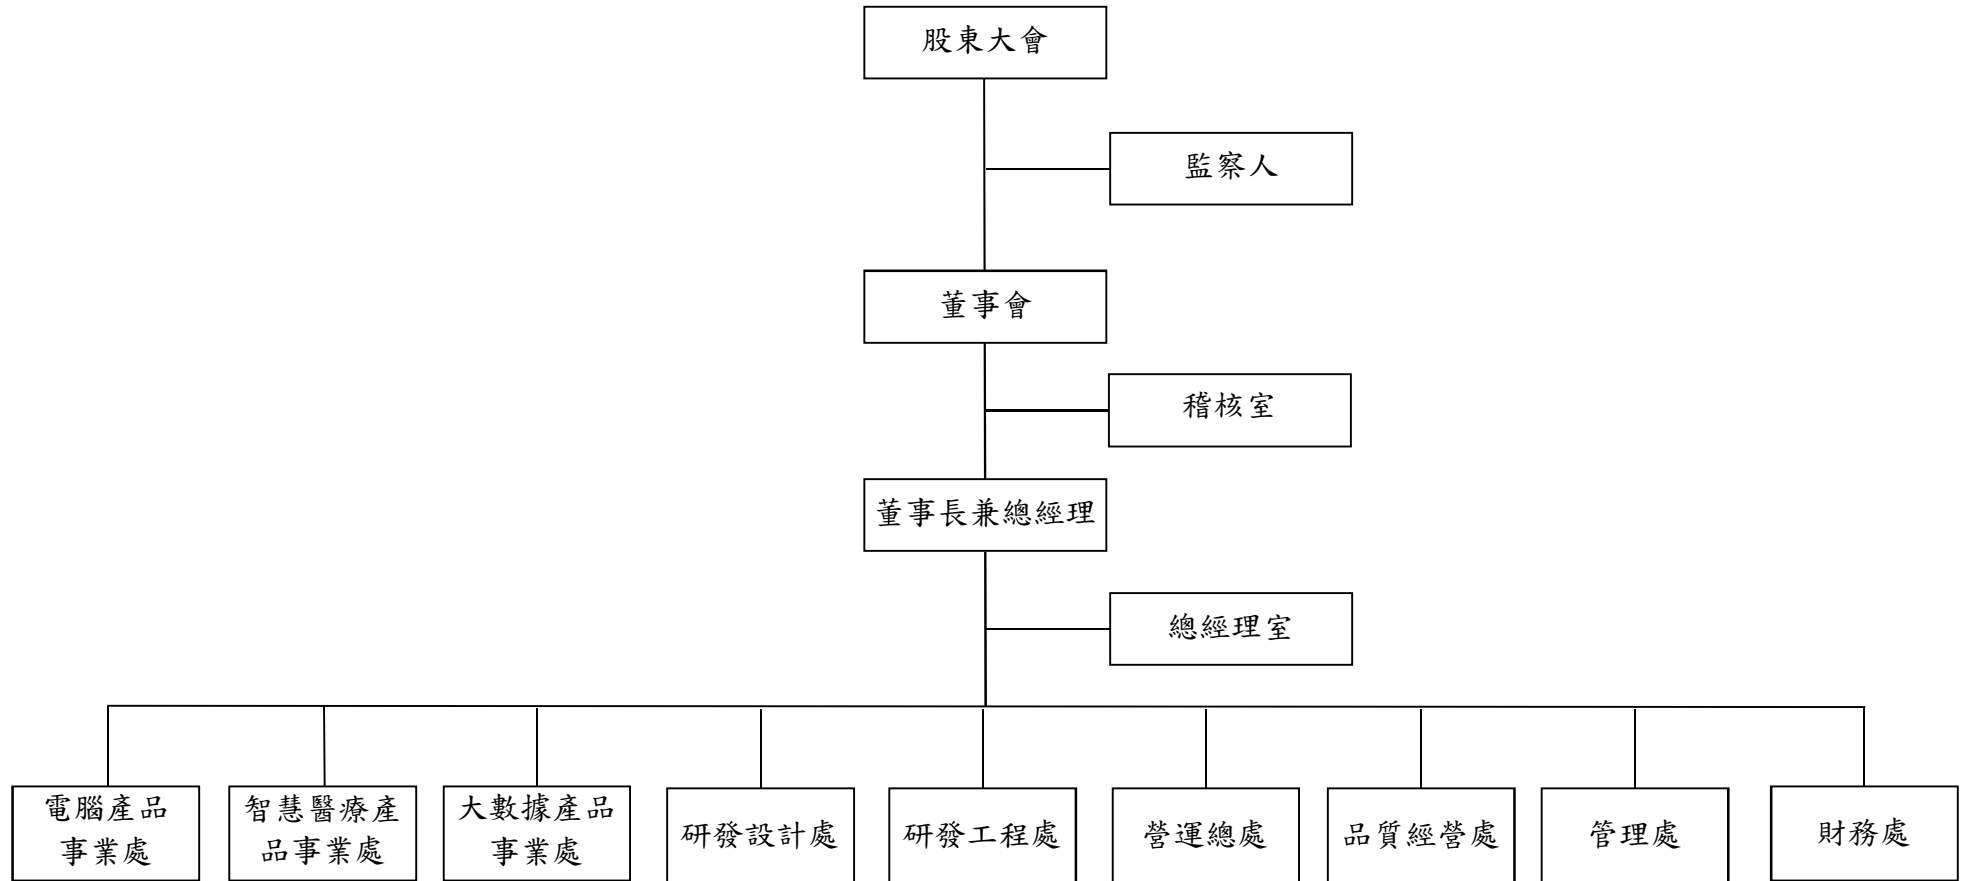 股東大會
監察人
董事會
稽核室
董事長兼總經理
總經理室
電腦產品
事業處
智慧醫療產
品事業處
大數據產品
事業處
研發設計處
研發工程處
營運總處
品質經營處
管理處
財務處